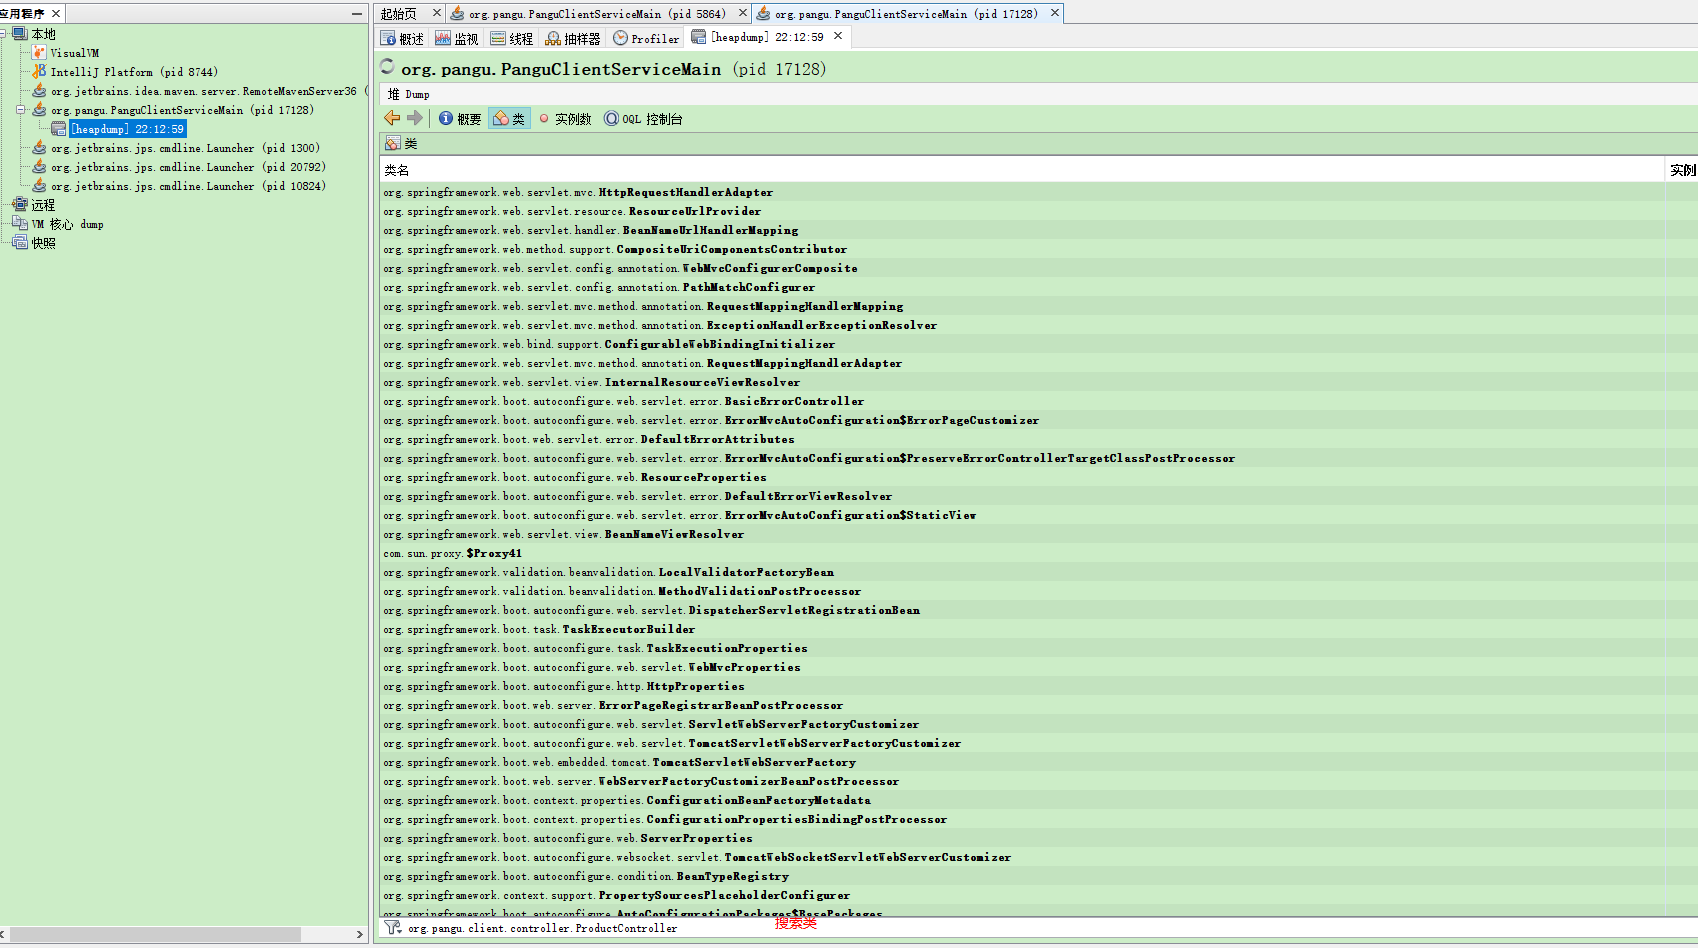 应用程序
本地
VisualVM
IntelliJ Platform (pid 8744)
org.jetbrains.idea.maven.server.RemoteMavenServer36 (
org.pangu.PanguClientServiceMain (pid 17128)
[heapdump] 22:12:59
org.jetbrains.jps.cmdline.Launcher (pid 1300)
org.jetbrains.jps.cmdline.Launcher (pid 20792)
org.jetbrains.jps.cmdline.Launcher (pid 10824)
远程
VM 核心 dump
快照
起始页 org.pangu.PanguClientServiceMain (pid 5864) org.pangu.PanguClientServiceMain (pid 17128)
概述 监视 线程 抽样器 Profiler [heapdump] 22:12:59
org.pangu.PanguClientServiceMain (pid 17128)
堆 Dump
概要 类 实例数 OQL 控制台
类
类名 实例
org.springframework.web.servlet.mvc.HttpRequestHandlerAdapter
org.springframework.web.servlet.resource.ResourceUrlProvider
org.springframework.web.servlet.handler.BeanNameUrlHandlerMapping
org.springframework.web.method.support.CompositeUriComponentsContributor
org.springframework.web.servlet.config.annotation.WebMvcConfigurerComposite
org.springframework.web.servlet.config.annotation.PathMatchConfigurer
org.springframework.web.servlet.mvc.method.annotation.RequestMappingHandlerMapping
org.springframework.web.servlet.mvc.method.annotation.ExceptionHandlerExceptionResolver
org.springframework.web.bind.support.ConfigurableWebBindingInitializer
org.springframework.web.servlet.mvc.method.annotation.RequestMappingHandlerAdapter
org.springframework.web.servlet.view.InternalResourceViewResolver
org.springframework.boot.autoconfigure.web.servlet.error.BasicErrorController
org.springframework.boot.autoconfigure.web.servlet.error.ErrorMvcAutoConfiguration$ErrorPageCustomizer
org.springframework.boot.web.servlet.error.DefaultErrorAttributes
org.springframework.boot.autoconfigure.web.servlet.error.ErrorMvcAutoConfiguration$PreserveErrorControllerTargetClassPostProcessor
org.springframework.boot.autoconfigure.web.ResourceProperties
org.springframework.boot.autoconfigure.web.servlet.error.DefaultErrorViewResolver
org.springframework.boot.autoconfigure.web.servlet.error.ErrorMvcAutoConfiguration$StaticView
org.springframework.web.servlet.view.BeanNameViewResolver
com.sun.proxy.$Proxy41
org.springframework.validation.beanvalidation.LocalValidatorFactoryBean
org.springframework.validation.beanvalidation.MethodValidationPostProcessor
org.springframework.boot.autoconfigure.web.servlet.DispatcherServletRegistrationBean
org.springframework.boot.task.TaskExecutorBuilder
org.springframework.boot.autoconfigure.task.TaskExecutionProperties
org.springframework.boot.autoconfigure.web.servlet.WebMvcProperties
org.springframework.boot.autoconfigure.http.HttpProperties
org.springframework.boot.web.server.ErrorPageRegistrarBeanPostProcessor
org.springframework.boot.autoconfigure.web.servlet.ServletWebServerFactoryCustomizer
org.springframework.boot.autoconfigure.web.servlet.TomcatServletWebServerFactoryCustomizer
org.springframework.boot.web.embedded.tomcat.TomcatServletWebServerFactory
org.springframework.boot.web.server.WebServerFactoryCustomizerBeanPostProcessor
org.springframework.boot.context.properties.ConfigurationBeanFactoryMetadata
org.springframework.boot.context.properties.ConfigurationPropertiesBindingPostProcessor
org.springframework.boot.autoconfigure.web.ServerProperties
org.springframework.boot.autoconfigure.websocket.servlet.TomcatWebSocketServletWebServerCustomizer
org.springframework.boot.autoconfigure.condition.BeanTypeRegistry
org.springframework.context.support.PropertySourcesPlaceholderConfigurer
org.springframework.boot.autoconfigure.AutoConfigurationPackages$BasePackages
搜索类
org.pangu.client.controller.ProductController